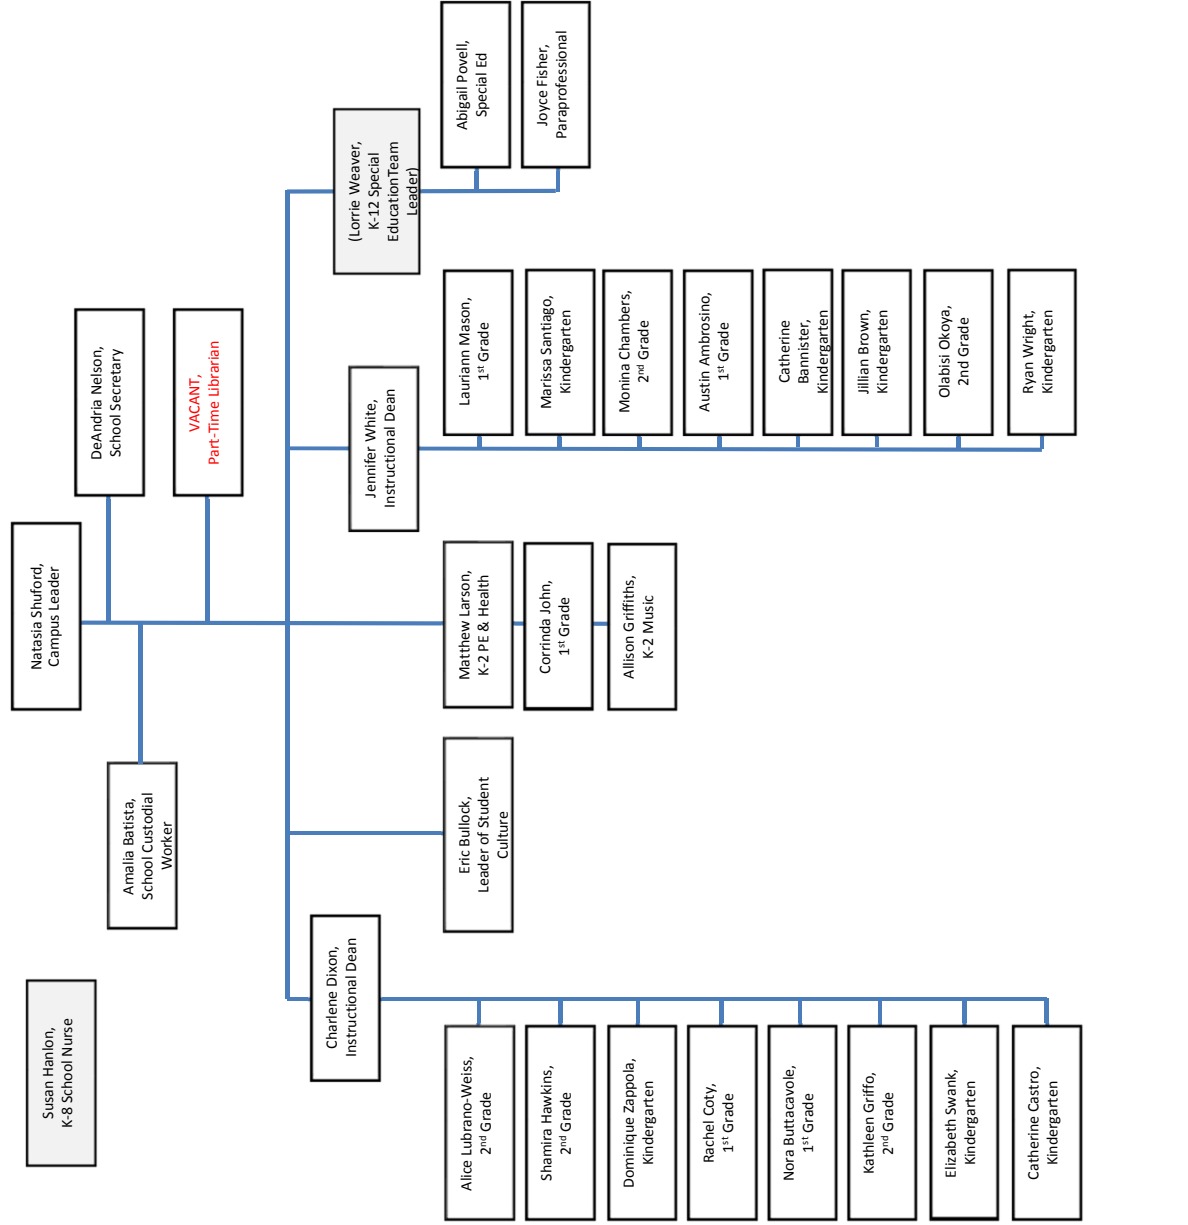 Susan Hanlon,
K-8 School Nurse
Natasia Shuford,
Campus Leader
DeAndria Nelson,
School Secretary
Amalia Batista,
School Custodial
Worker
VACANT,
Part-Time Librarian
Charlene Dixon,
Instructional Dean
Jennifer White,
Instructional Dean
(Lorrie Weaver,
K-12 Special
EducationTeam
Leader)
Alice Lubrano-Weiss,
2nd Grade
Shamira Hawkins,
2nd Grade
Dominique Zappola,
Kindergarten
Rachel Coty,
1st Grade
Nora Buttacavole,
1st Grade
Kathleen Griffo,
2nd Grade
Elizabeth Swank,
Kindergarten
Catherine Castro,
Kindergarten
Eric Bullock,
Leader of Student
Culture
Matthew Larson,
K-2 PE & Health
Corrinda John,
1st Grade
Allison Griffiths,
K-2 Music
Lauriann Mason,
1st Grade
Marissa Santiago,
Kindergarten
Monina Chambers,
2nd Grade
Austin Ambrosino,
1st Grade
Catherine
Bannister,
Kindergarten
Jillian Brown,
Kindergarten
Olabisi Okoya,
2nd Grade
Ryan Wright,
Kindergarten
Abigail Povell,
Special Ed
Joyce Fisher,
Paraprofessional